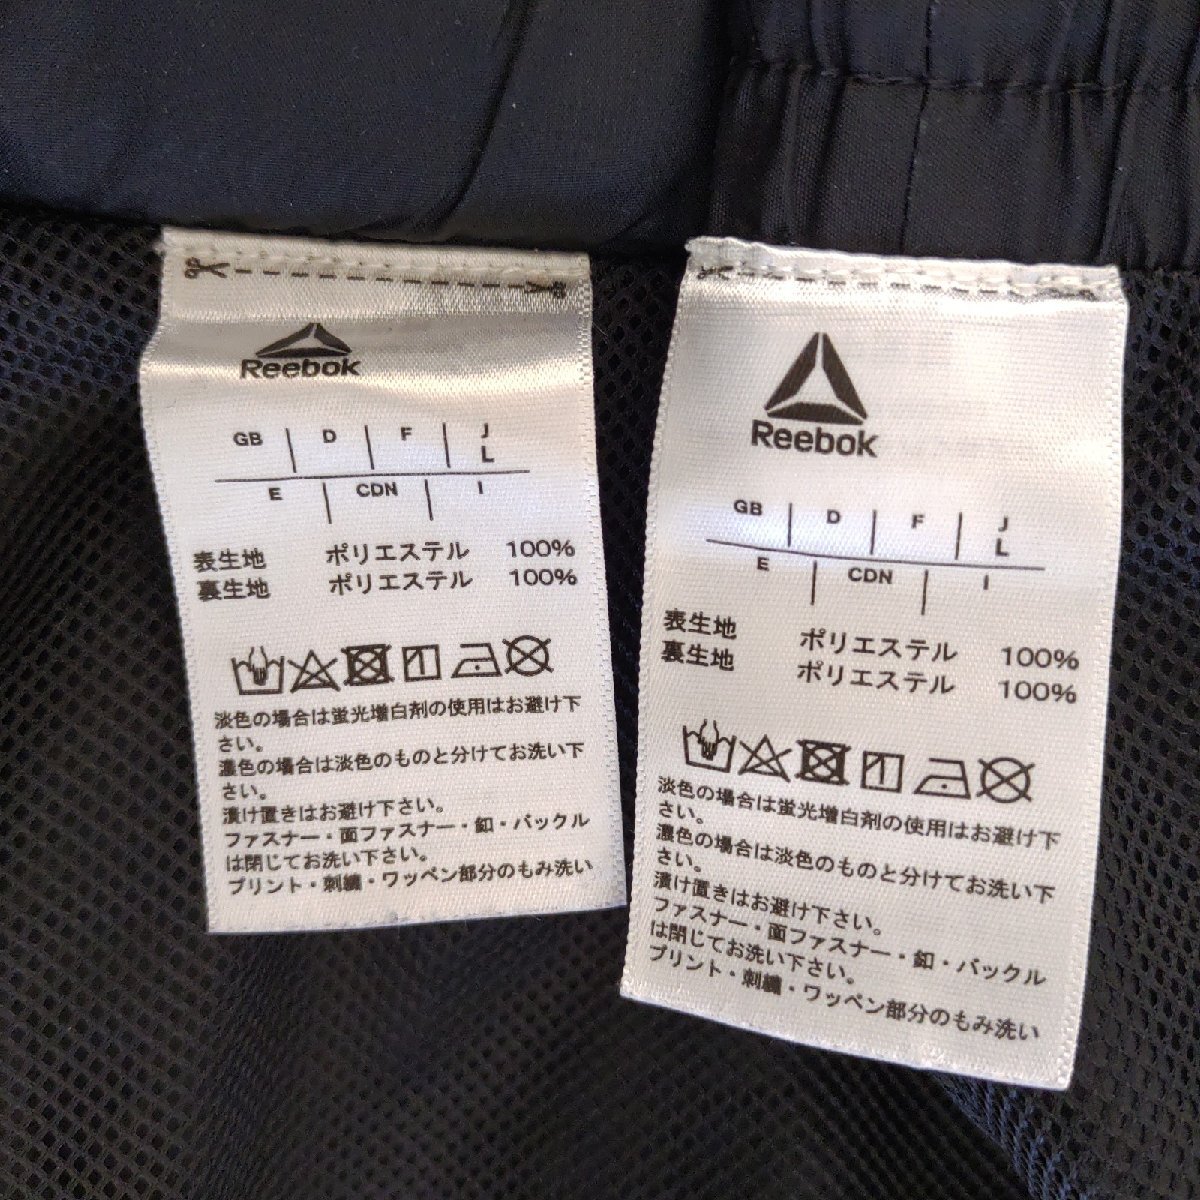 Reebok
GB D F J
L
E CDN I
表生地 ポリエステル 100%
裏生地 ポリエステル 100%
淡色の場合は蛍光増白剤の使用はお避け下
さい。
濃色の場合は淡色のものと分けてお洗い下
さい。
漬け置きはお避け下さい。
ファスナー・面ファスナー・釦・バックル
は閉じてお洗い下さい。
プリント・刺繍・ワッペン部分のもみ洗い
Reebok
GB D F J
L
E CDN I
表生地 ポリエステル 100%
裏生地 ポリエステル 100%
淡色の場合は蛍光増白剤の使用はお避け下
さい。
濃色の場合は淡色のものと分けてお洗い下
さい。
漬け置きはお避け下さい。
ファスナー・面ファスナー・釦・バックル
は閉じてお洗い下さい。
プリント・刺繍・ワッペン部分のもみ洗い